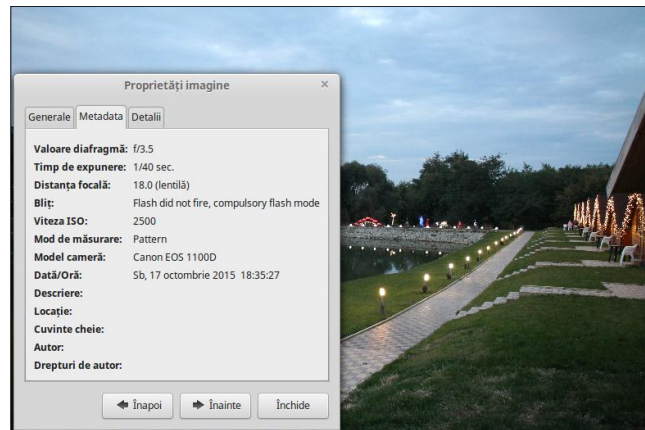 Proprietăți imagine ×
Generale Metadata Detalii
Valoare diafragmă: f/3.5
Timp de expunere: 1/40 sec.
Distanța focală: 18.0 (lentilă)
Bliț: Flash did not fire, compulsory flash mode
Viteza ISO: 2500
Mod de măsurare: Pattern
Model cameră: Canon EOS 1100D
Dată/Oră: Sb, 17 octombrie 2015 18:35:27
Descriere:
Locație:
Cuvinte cheie:
Autor:
Drepturi de autor:
Înapoi Înainte Închide